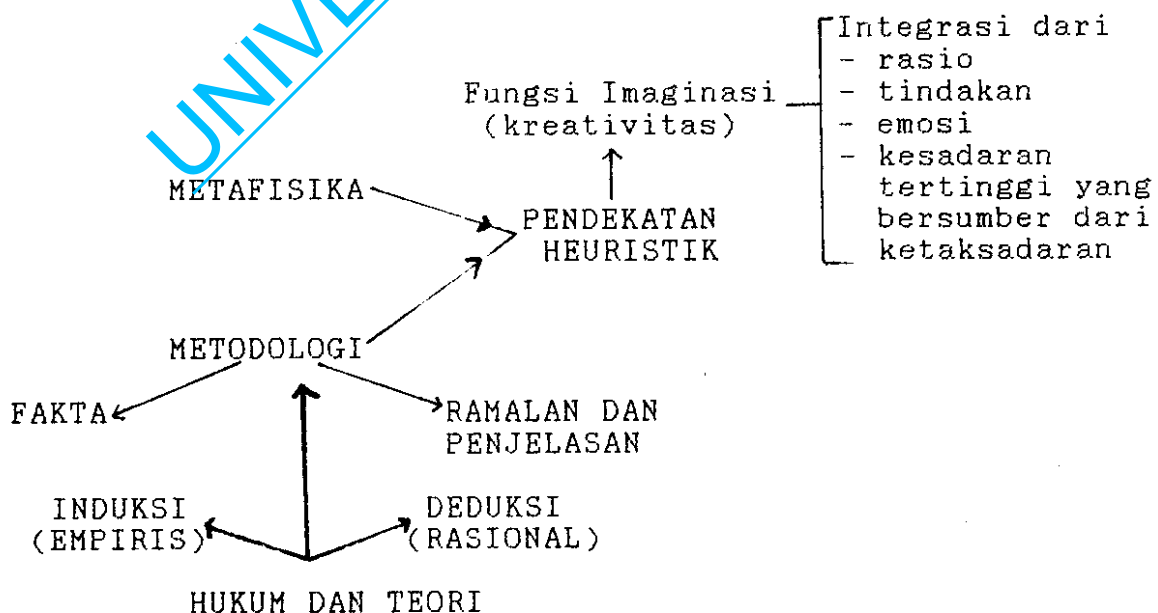 Integrasi dari
- rasio
Fungsi Imaginasi
- tindakan
(kreativitas)
- emosi
- kesadaran
tertinggi yang
bersumber dari
ketaksadaran
METAFISIKA
PENDEKATAN
HEURISTIK
METODOLOGI
FAKTA
RAMALAN DAN
PENJELASAN
INDUKSI
(EMPIRIS)
DEDUKSI
(RASIONAL)
HUKUM DAN TEORI